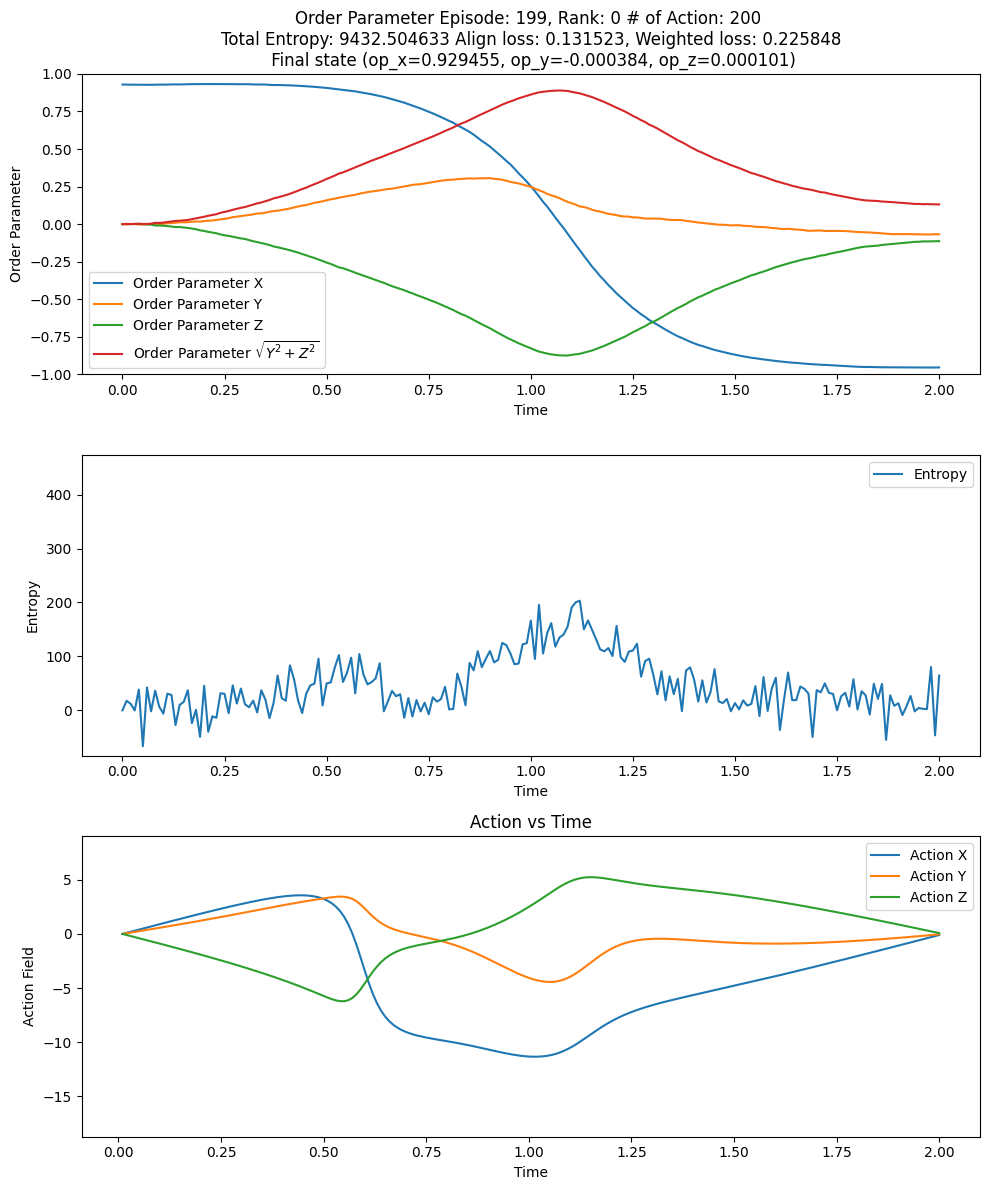 Order Parameter Episode: 199, Rank: 0 # of Action: 200
Total Entropy: 9432.504633 Align loss: 0.131523, Weighted loss: 0.225848
Final state (op_x=0.929455, op_y=-0.000384, op_z=0.000101)
1.00
0.75
0.50
0.25
0.00
−0.25
−0.50
−0.75
−1.00
Order Parameter
Order Parameter X
Order Parameter Y
Order Parameter Z
Order Parameter √Y² + Z²
0.00 0.25 0.50 0.75 1.00 1.25 1.50 1.75 2.00
Time
400
300
200
100
0
Entropy
Entropy
0.00 0.25 0.50 0.75 1.00 1.25 1.50 1.75 2.00
Time
Action vs Time
5
0
−5
−10
−15
Action Field
Action X
Action Y
Action Z
0.00 0.25 0.50 0.75 1.00 1.25 1.50 1.75 2.00
Time